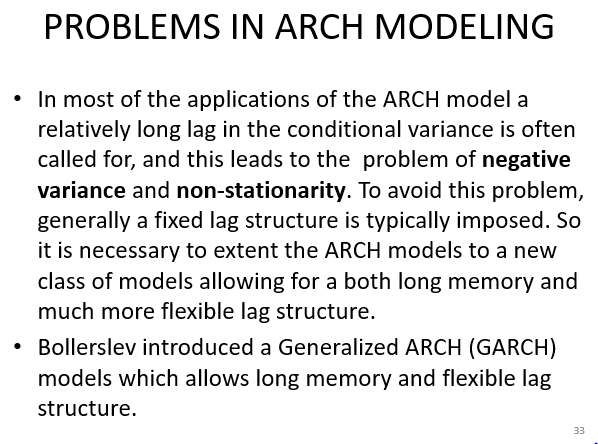 PROBLEMS IN ARCH MODELING
• In most of the applications of the ARCH model a
relatively long lag in the conditional variance is often
called for, and this leads to the  problem of negative
variance and non-stationarity. To avoid this problem,
generally a fixed lag structure is typically imposed. So
it is necessary to extent the ARCH models to a new
class of models allowing for a both long memory and
much more flexible lag structure.
• Bollerslev introduced a Generalized ARCH (GARCH)
models which allows long memory and flexible lag
structure.
33